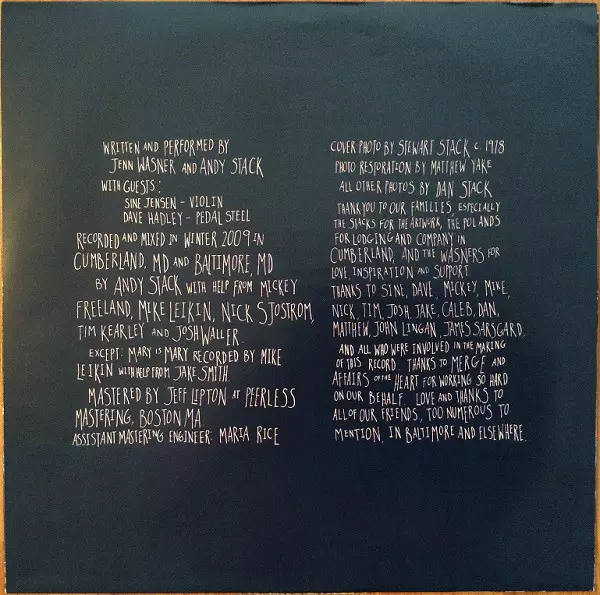 WRITTEN AND PERFORMED BY
JENN WASNER AND ANDY STACK
WITH GUESTS:
SINE JENSEN - VIOLIN
DAVE HADLEY - PEDAL STEEL
RECORDED AND MIXED IN WINTER 2009 IN
CUMBERLAND, MD AND BALTIMORE, MD
BY ANDY STACK WITH HELP FROM MICKEY
FREELAND, MIKE LEIKIN, NICK SJOSTROM,
TIM KEARLEY AND JOSH WALLER.
EXCEPT: MARY IS MARY RECORDED BY MIKE
LEIKIN WITH HELP FROM JAKE SMITH.
MASTERED BY JEFF LIPTON AT PEERLESS
MASTERING, BOSTON MA.
ASSISTANT MASTERING ENGINEER: MARIA RICE
COVER PHOTO BY STEWART STACK C. 1978
PHOTO RESTORATION BY MATTHEW YAKE
ALL OTHER PHOTOS BY DAN STACK
THANK YOU TO OUR FAMILIES, ESPECIALLY
THE STACKS FOR THE ARTWORK, THE POLANDS
FOR LODGING AND COMPANY IN
CUMBERLAND, AND THE WASNERS FOR
LOVE, INSPIRATION AND SUPPORT.
THANKS TO SINE, DAVE, MICKEY, MIKE,
NICK, TIM, JOSH, JAKE, CALEB, DAN,
MATTHEW, JOHN LINGAN, JAMES SARSGARD,
AND ALL WHO WERE INVOLVED IN THE MAKING
OF THIS RECORD. THANKS TO MERGE AND
AFFAIRS OF THE HEART FOR WORKING SO HARD
ON OUR BEHALF. LOVE AND THANKS TO
ALL OF OUR FRIENDS, TOO NUMEROUS TO
MENTION, IN BALTIMORE AND ELSEWHERE.